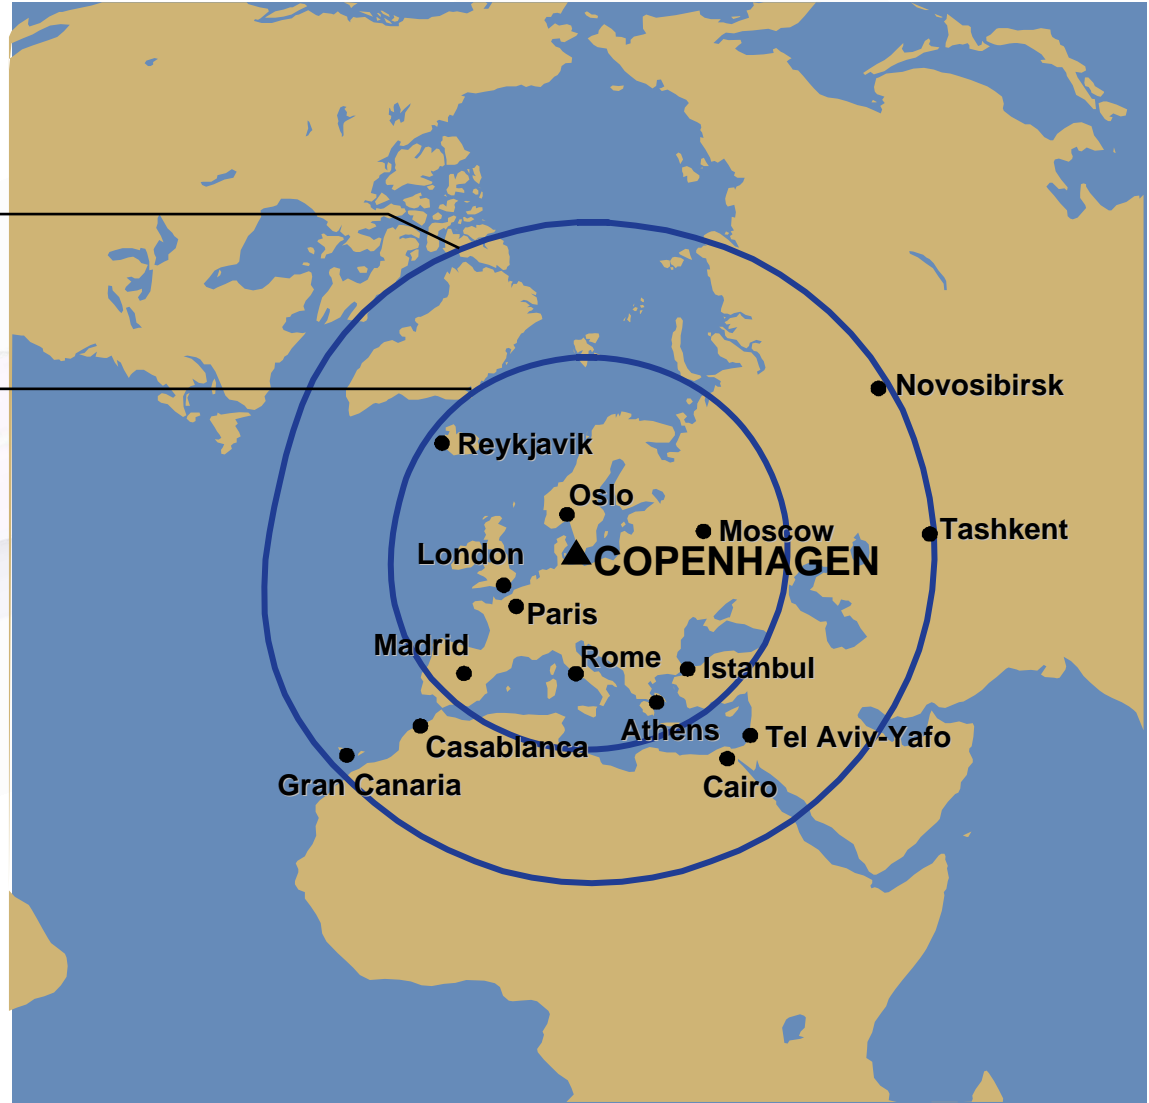 Novosibirsk
Reykjavik
Oslo
Tashkent
Moscow
London
COPENHAGEN
Paris
Madrid
Rome
Istanbul
Athens
Tel Aviv-Yafo
Casablanca
Gran Canaria
Cairo